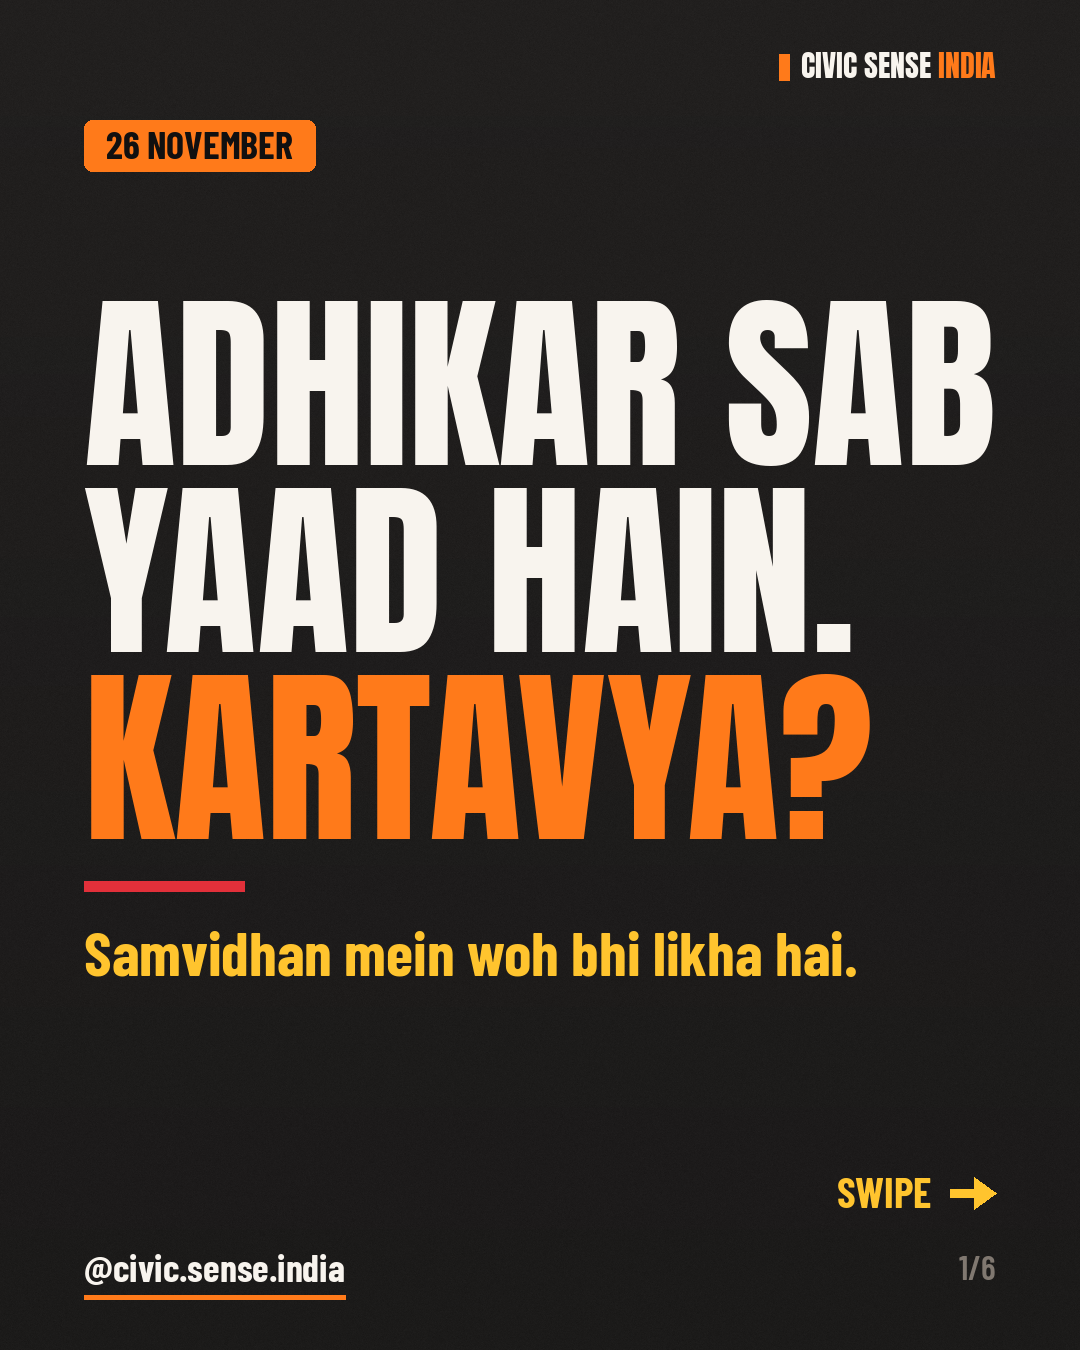 CIVIC SENSE INDIA
26 NOVEMBER
ADHIKAR SAB
YAAD HAIN.
KARTAVYA?
Samvidhan mein woh bhi likha hai.
SWIPE
@civic.sense.india
1/6